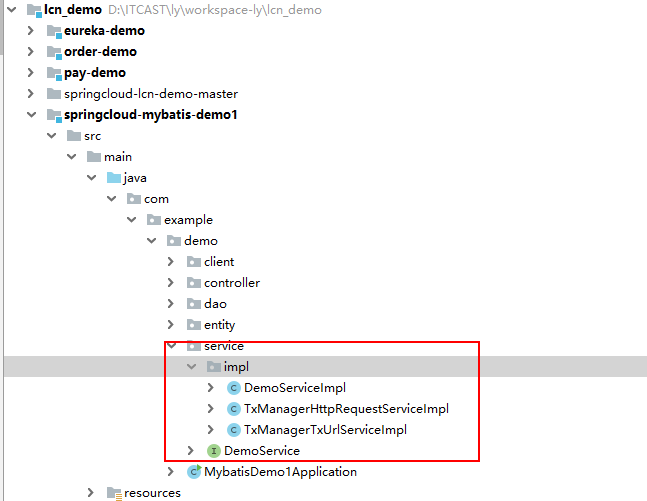 lcn_demo D:\ITCAST\ly\workspace-ly\lcn_demo
eureka-demo
order-demo
pay-demo
springcloud-lcn-demo-master
springcloud-mybatis-demo1
src
main
java
com
example
demo
client
controller
dao
entity
service
impl
C DemoServiceImpl
C TxManagerHttpRequestServiceImpl
C TxManagerTxUrlServiceImpl
I DemoService
C MybatisDemo1Application
resources